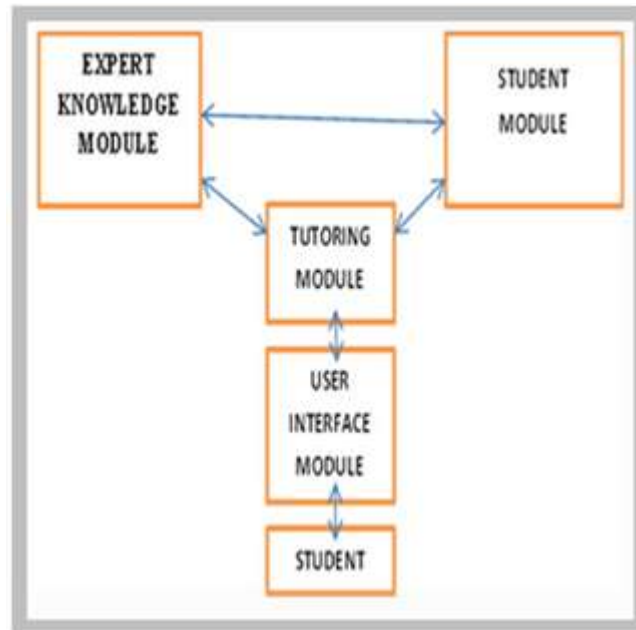 EXPERT
KNOWLEDGE
MODULE
STUDENT
MODULE
TUTORING
MODULE
USER
INTERFACE
MODULE
STUDENT